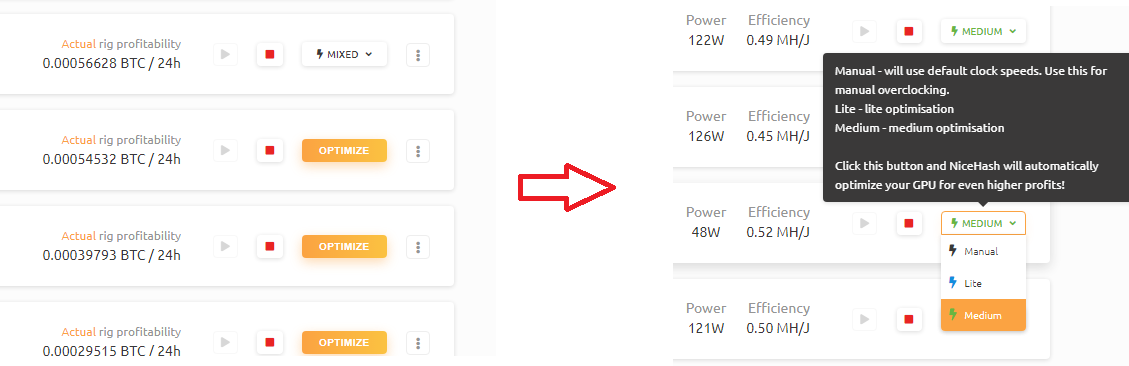 Actual rig profitability
0.00056628 BTC / 24h
MIXED
Actual rig profitability
0.00054532 BTC / 24h
OPTIMIZE
Actual rig profitability
0.00039793 BTC / 24h
OPTIMIZE
Actual rig profitability
0.00029515 BTC / 24h
OPTIMIZE
Power Efficiency
122W 0.49 MH/J MEDIUM
Manual - will use default clock speeds. Use this for
manual overclocking.
Lite - lite optimisation
Medium - medium optimisation
Click this button and NiceHash will automatically
optimize your GPU for even higher profits!
Power Efficiency
126W 0.45 MH/J
Power Efficiency
48W 0.52 MH/J MEDIUM
Manual
Lite
Medium
Power Efficiency
121W 0.50 MH/J